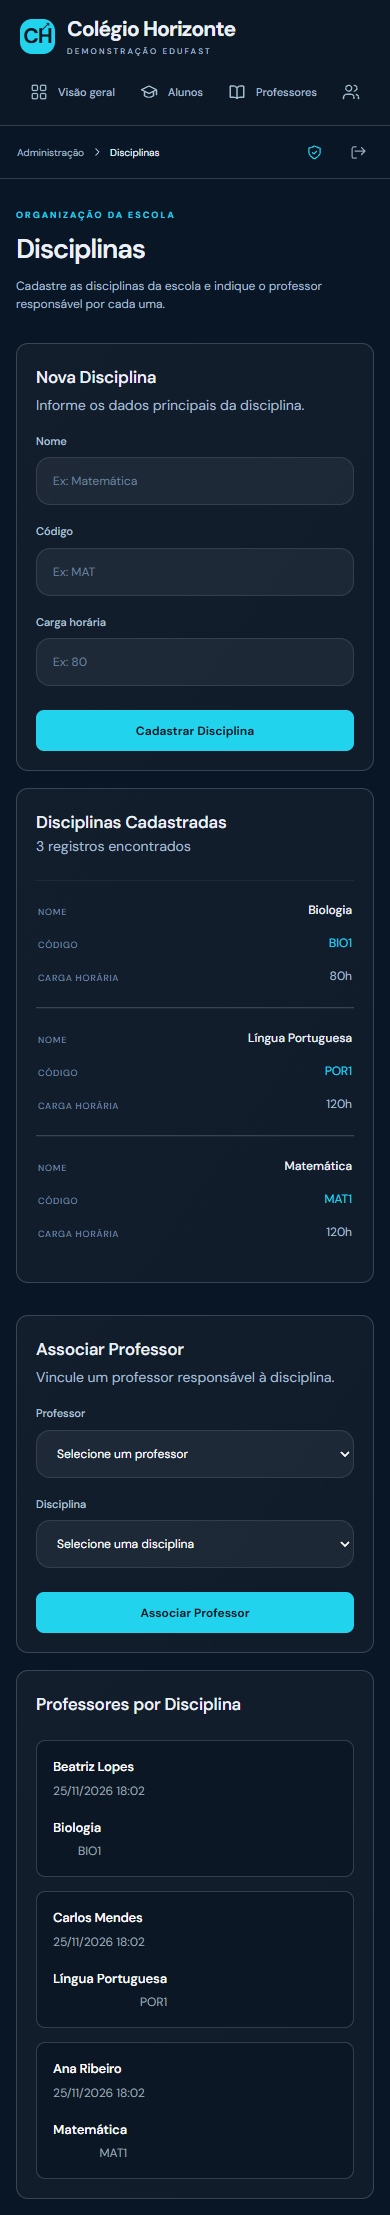 CH
Colégio Horizonte
DEMONSTRAÇÃO EDUFAST
Visão geral
Alunos
Professores
Administração > Disciplinas
ORGANIZAÇÃO DA ESCOLA
Disciplinas
Cadastre as disciplinas da escola e indique o professor
responsável por cada uma.
Nova Disciplina
Informe os dados principais da disciplina.
Nome
Ex: Matemática
Código
Ex: MAT
Carga horária
Ex: 80
Cadastrar Disciplina
Disciplinas Cadastradas
3 registros encontrados
NOME Biologia
CÓDIGO BIO1
CARGA HORÁRIA 80h
NOME Língua Portuguesa
CÓDIGO POR1
CARGA HORÁRIA 120h
NOME Matemática
CÓDIGO MAT1
CARGA HORÁRIA 120h
Associar Professor
Vincule um professor responsável à disciplina.
Professor
Selecione um professor
Disciplina
Selecione uma disciplina
Associar Professor
Professores por Disciplina
Beatriz Lopes
25/11/2026 18:02
Biologia
BIO1
Carlos Mendes
25/11/2026 18:02
Língua Portuguesa
POR1
Ana Ribeiro
25/11/2026 18:02
Matemática
MAT1